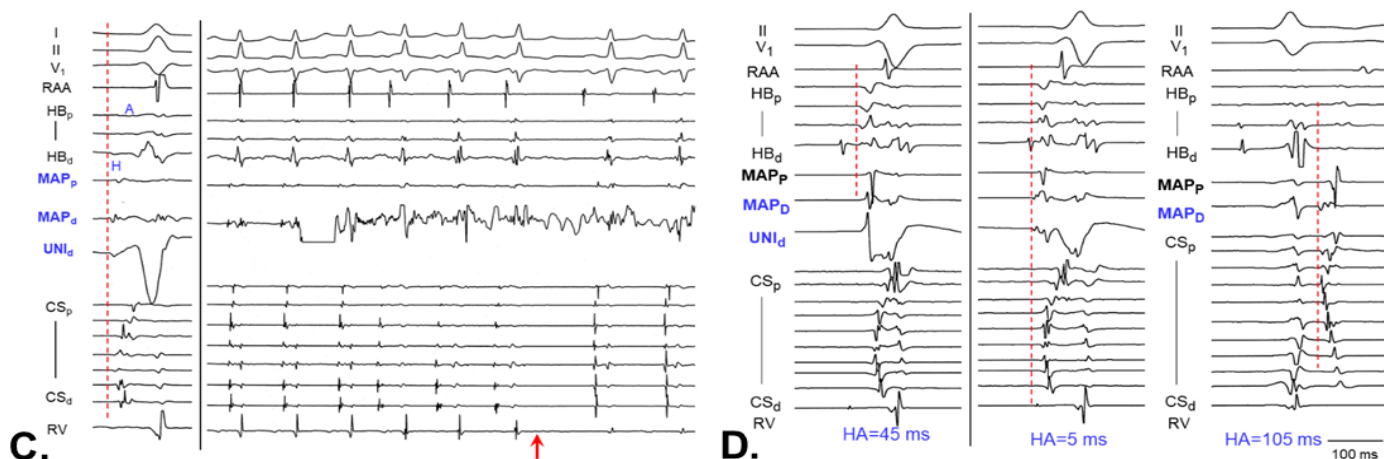 I
II
V1
RAA
HBp
A
HBd
H
MAPp
MAPd
UNId
CSp
CSd
RV
C.
II
V1
RAA
HBp
HBd
MAPP
MAPD
UNId
CSp
CSd
RV
D.
HA=45 ms
HA=5 ms
II
V1
RAA
HBp
HBd
MAPP
MAPD
CSp
CSd
RV
HA=105 ms
100 ms